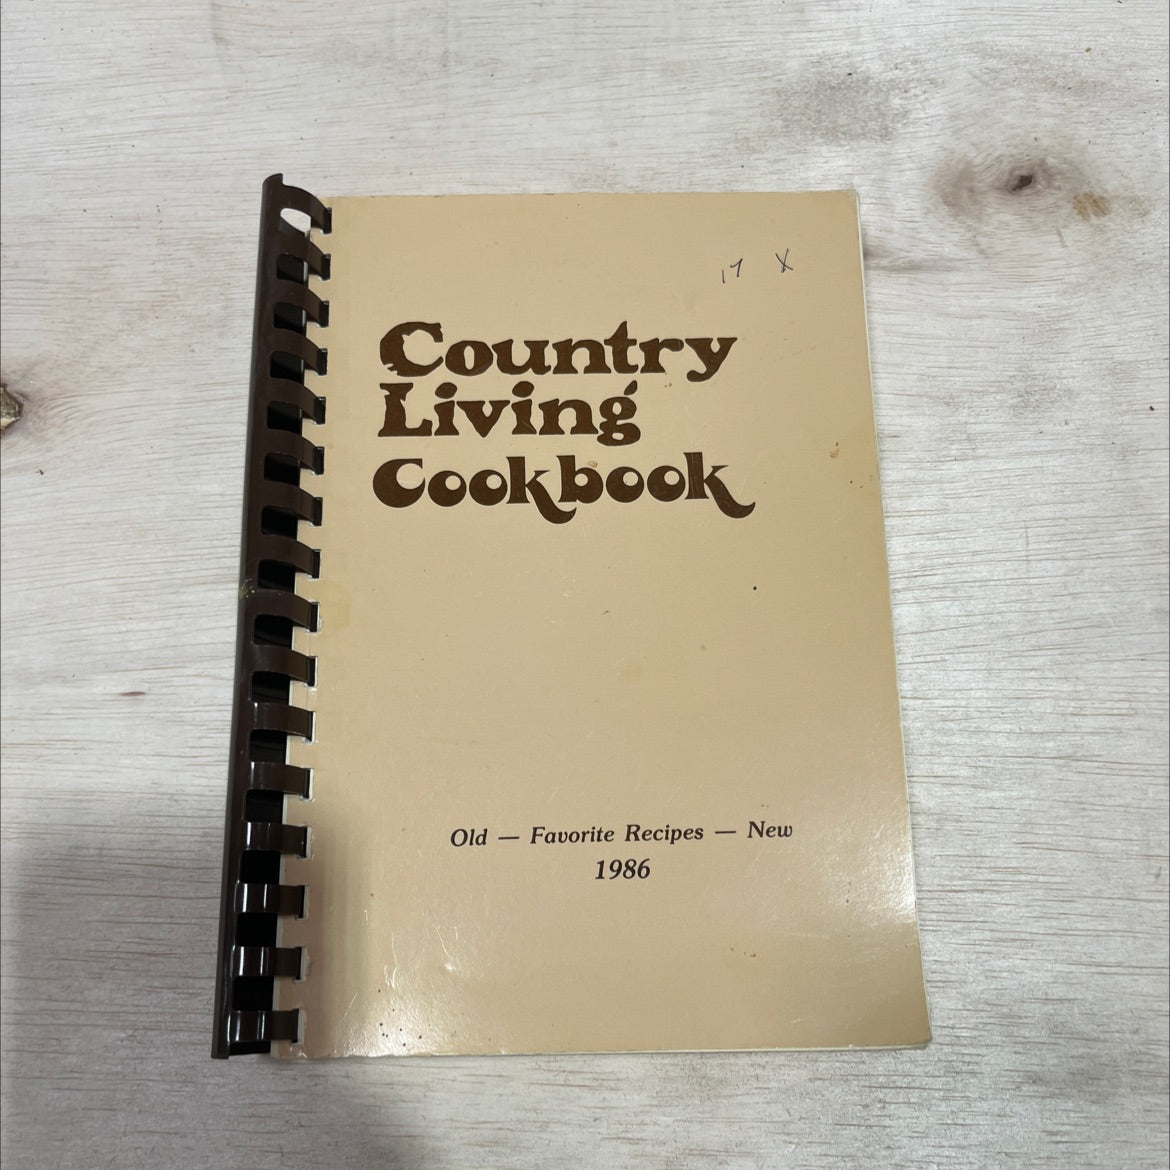 17 X
Country
Living
Cookbook
Old — Favorite Recipes — New
1986